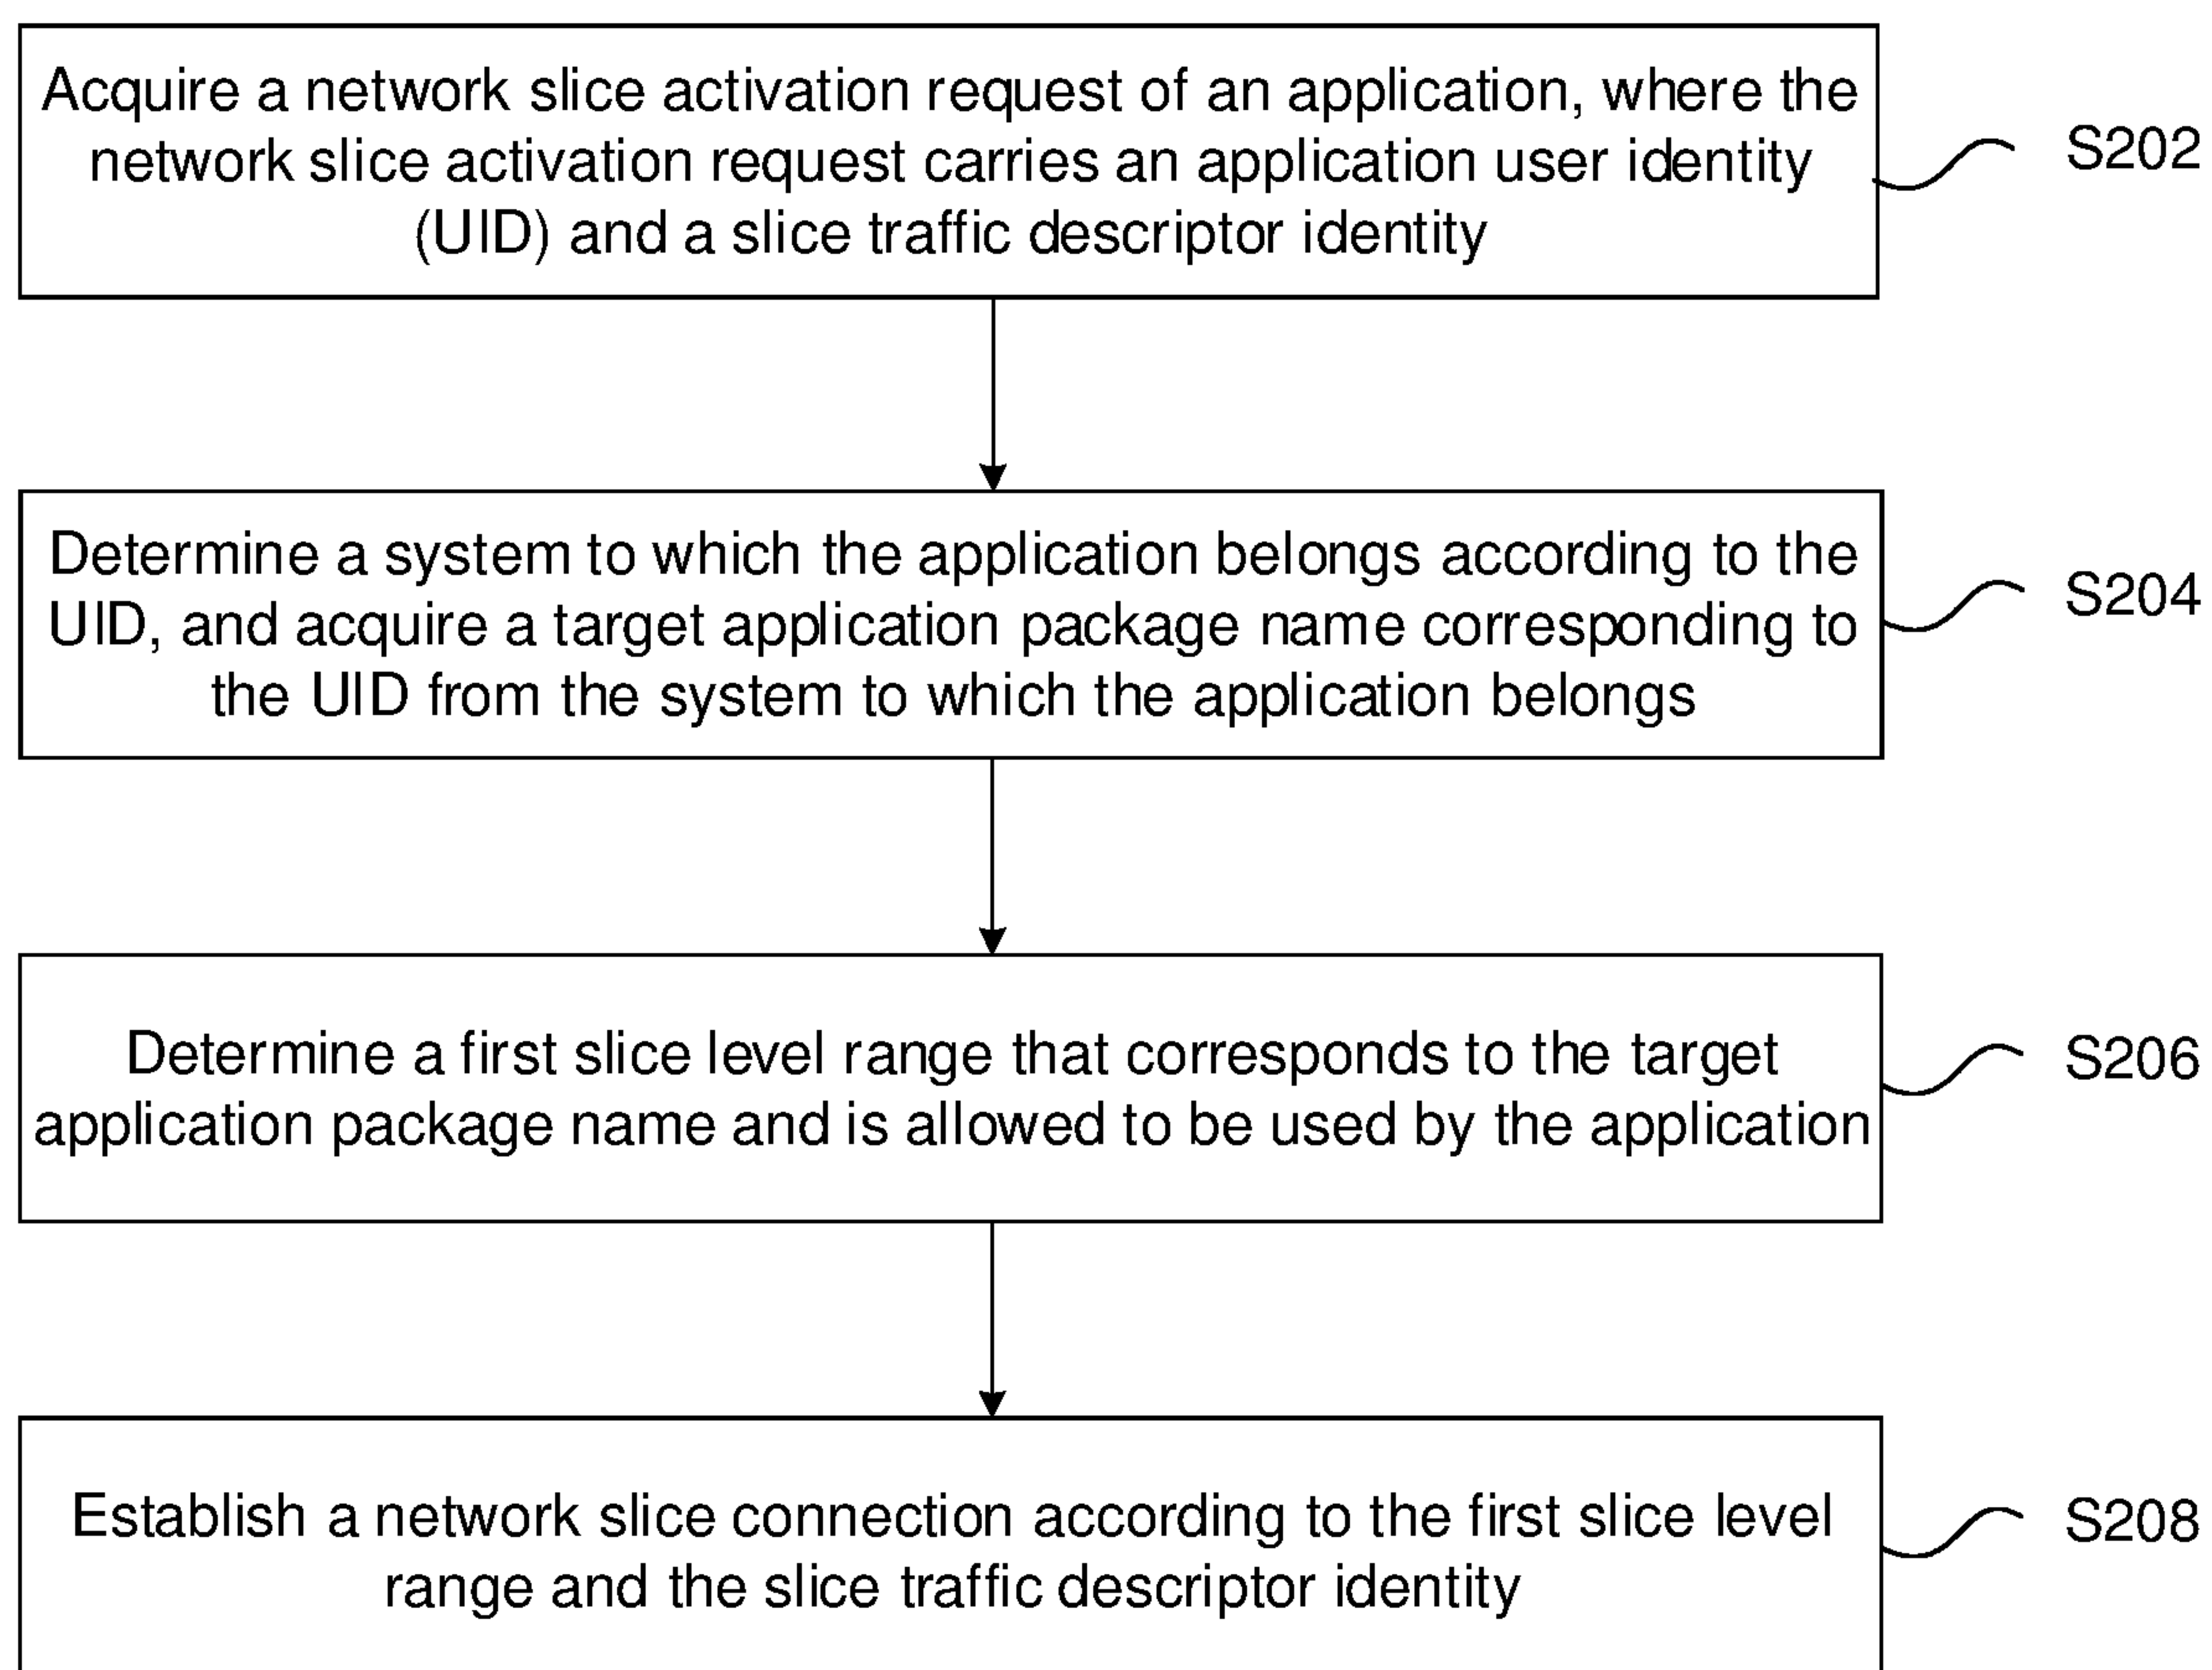 Acquire a network slice activation request of an application, where the
network slice activation request carries an application user identity
(UID) and a slice traffic descriptor identity
S202
Determine a system to which the application belongs according to the
UID, and acquire a target application package name corresponding to
the UID from the system to which the application belongs
S204
Determine a first slice level range that corresponds to the target
application package name and is allowed to be used by the application
S206
Establish a network slice connection according to the first slice level
range and the slice traffic descriptor identity
S208